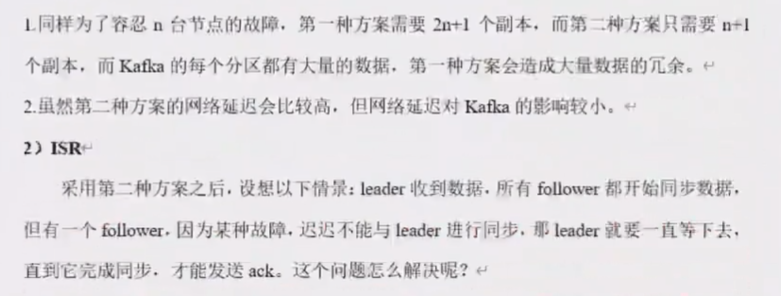 1.同样为了容忍 n 台节点的故障，第一种方案需要 2n+1 个副本，而第二种方案只需要 n+1
个副本，而 Kafka 的每个分区都有大量的数据，第一种方案会造成大量数据的冗余。↵
2.虽然第二种方案的网络延迟会比较高，但网络延迟对 Kafka 的影响较小。↵
2）ISR↵
采用第二种方案之后，设想以下情景：leader 收到数据，所有 follower 都开始同步数据，
但有一个 follower，因为某种故障，迟迟不能与 leader 进行同步，那 leader 就要一直等下去，
直到它完成同步，才能发送 ack。这个问题怎么解决呢？↵